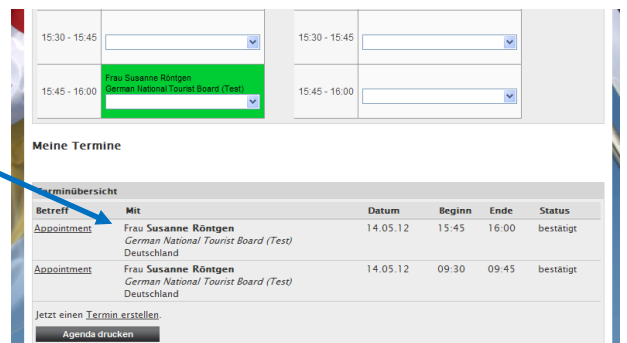 15:30 - 15:45
15:30 - 15:45
15:45 - 16:00
Frau Susanne Röntgen
German National Tourist Board (Test)
15:45 - 16:00
Meine Termine
Terminübersicht
Betreff Mit Datum Beginn Ende Status
Appointment Frau Susanne Röntgen 14.05.12 15:45 16:00 bestätigt
German National Tourist Board (Test)
Deutschland
Appointment Frau Susanne Röntgen 14.05.12 09:30 09:45 bestätigt
German National Tourist Board (Test)
Deutschland
Jetzt einen Termin erstellen.
Agenda drucken